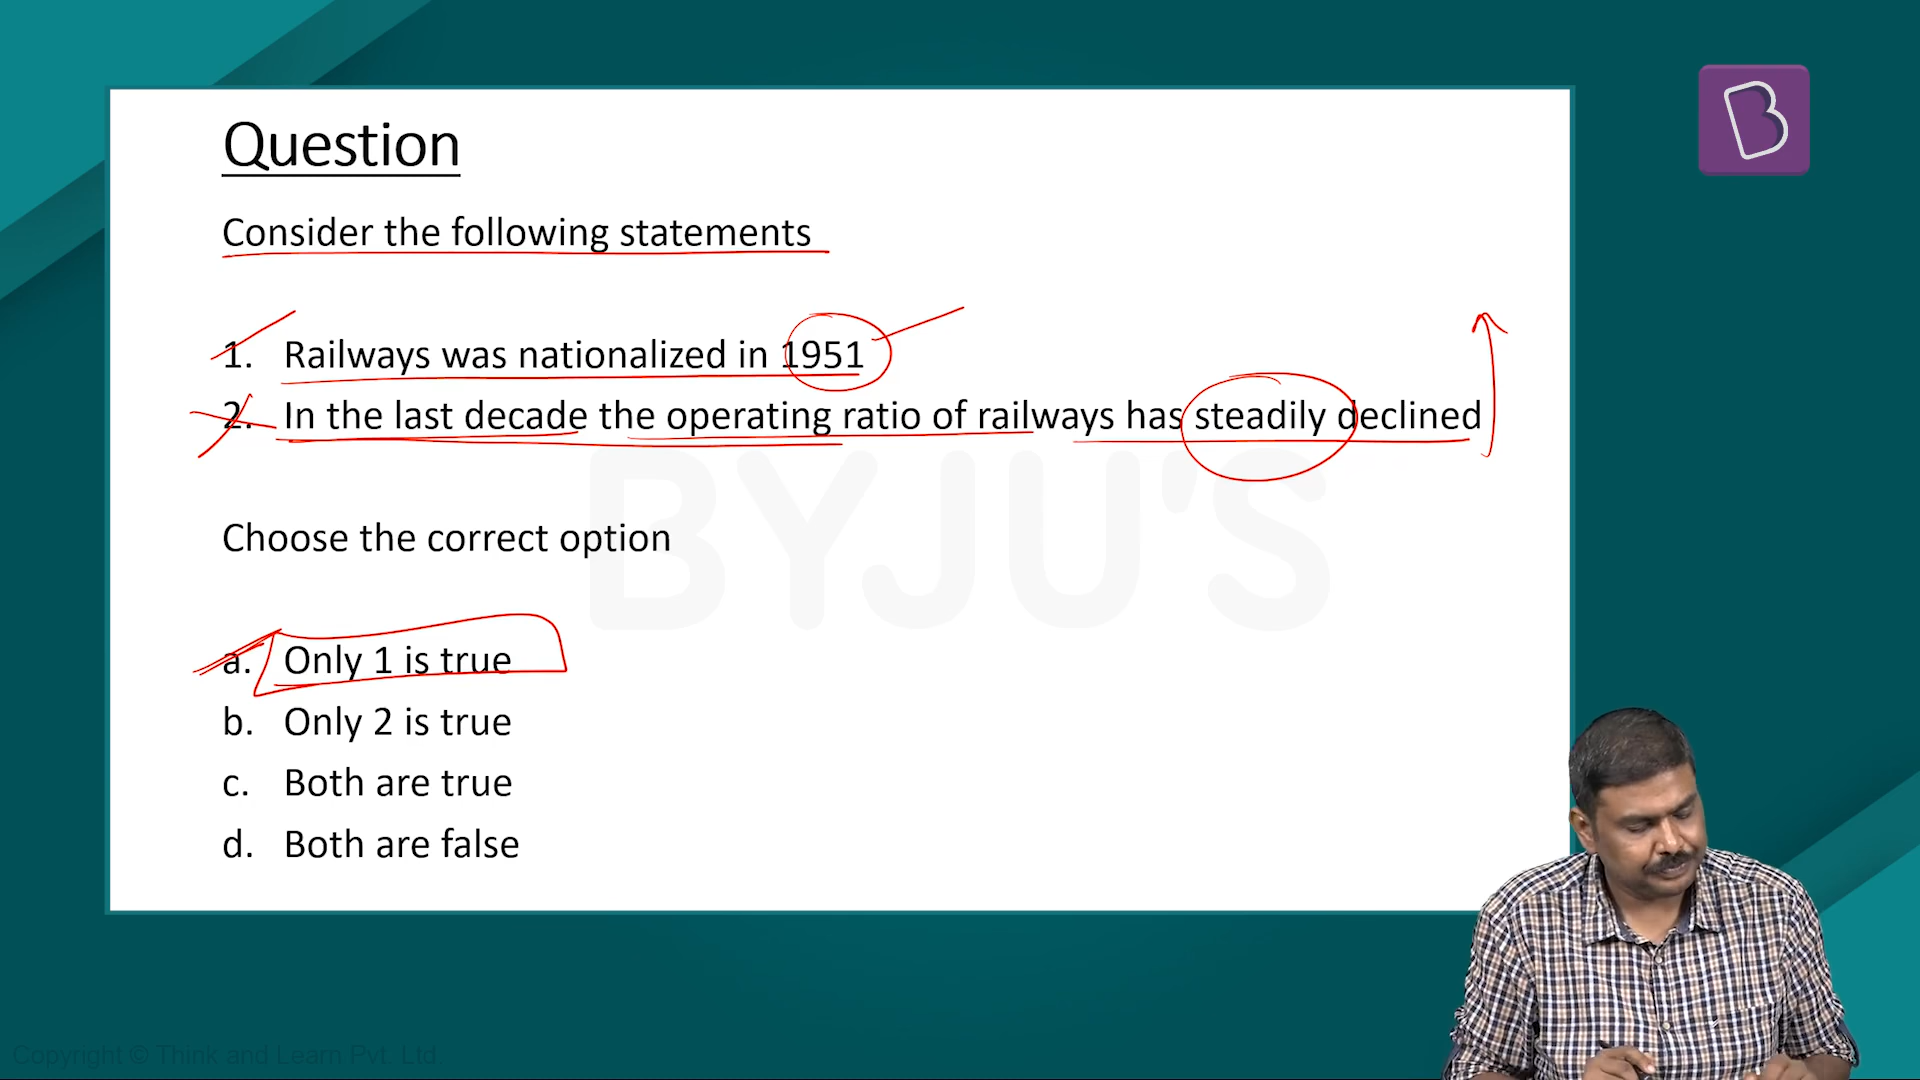 Question
Consider the following statements
1. Railways was nationalized in 1951
2. In the last decade the operating ratio of railways has steadily declined
BYJU'S
Choose the correct option
a. Only 1 is true
b. Only 2 is true
c. Both are true
d. Both are false
Copyright © Think and Learn Pvt. Ltd.